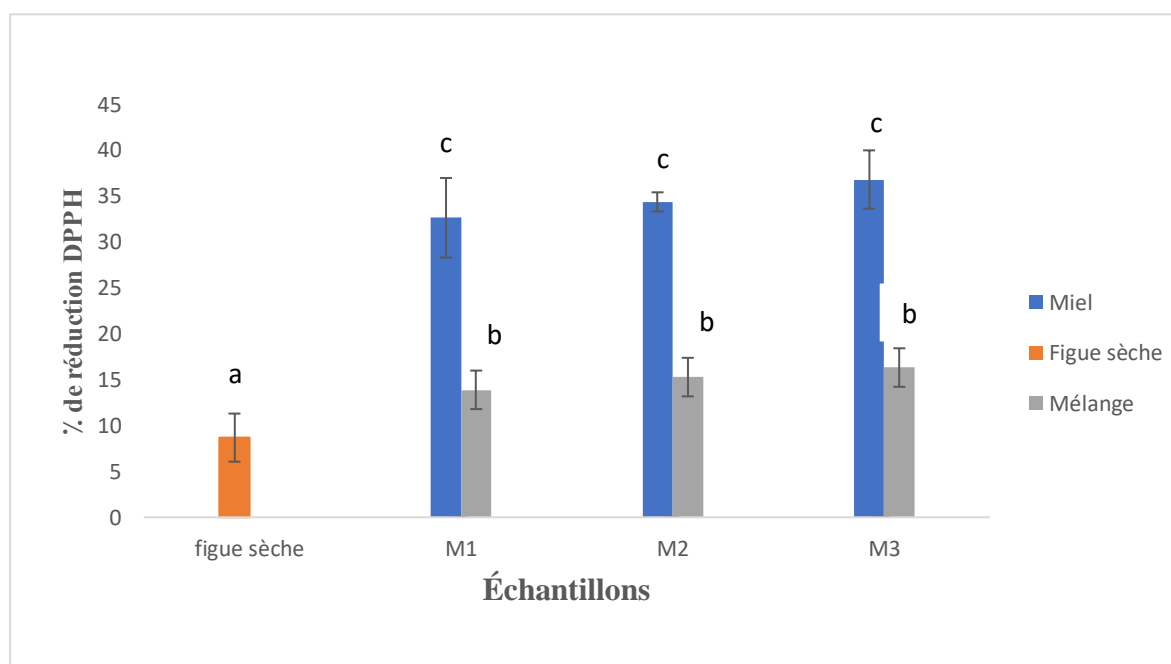 % de réduction DPPH
45
40
35
30
25
20
15
10
5
0
a
c
b
c
b
c
b
figue sèche
M1
M2
M3
Échantillons
Miel
Figue sèche
Mélange